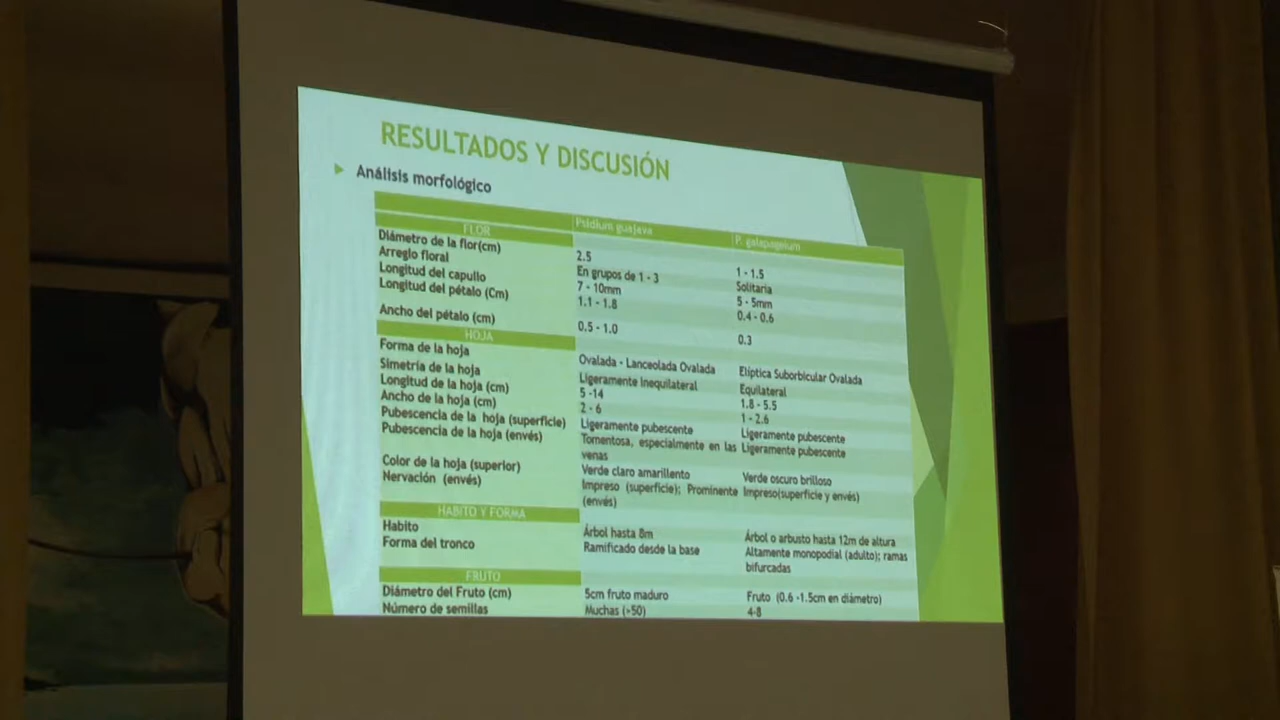 RESULTADOS Y DISCUSIÓN
Análisis morfológico
Psidium guajava P. galapageium
FLOR
Diámetro de la flor(cm) 2.5 1 - 1.5
Arreglo floral En grupos de 1 - 3 Solitaria
Longitud del capullo 7 - 10mm 5 - 5mm
Longitud del pétalo (Cm) 1.1 - 1.8 0.4 - 0.6
Ancho del pétalo (cm) 0.5 - 1.0 0.3
HOJA
Forma de la hoja Ovalada - Lanceolada Ovalada Elíptica Suborbicular Ovalada
Simetría de la hoja Ligeramente inequilateral Equilateral
Longitud de la hoja (cm) 5 -14 1.8 - 5.5
Ancho de la hoja (cm) 2 - 6 1 - 2.6
Pubescencia de la hoja (superficie) Ligeramente pubescente Ligeramente pubescente
Pubescencia de la hoja (envés) Tomentosa, especialmente en las Ligeramente pubescente
venas
Color de la hoja (superior) Verde claro amarillento Verde oscuro brilloso
Nervación (envés) Impreso (superficie); Prominente Impreso(superficie y envés)
(envés)
HABITO Y FORMA
Habito Árbol hasta 8m Árbol o arbusto hasta 12m de altura
Forma del tronco Ramificado desde la base Altamente monopodial (adulto); ramas
bifurcadas
FRUTO
Diámetro del Fruto (cm) 5cm fruto maduro Fruto (0.6 -1.5cm en diámetro)
Número de semillas Muchas (>50) 4-8